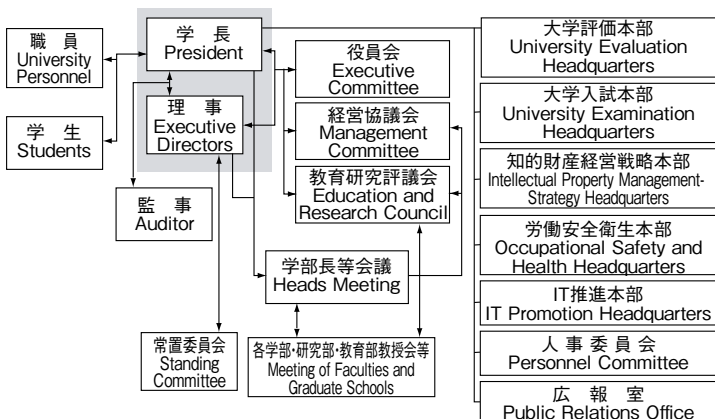 職 員
University
Personnel
学 生
Students
学 長
President
理 事
Executive
Directors
監 事
Auditor
役員会
Executive
Committee
経営協議会
Management
Committee
教育研究評議会
Education and
Research Council
学部長等会議
Heads Meeting
常置委員会
Standing
Committee
各学部・研究部・教育部教授会等
Meeting of Faculties and
Graduate Schools
大学評価本部
University Evaluation
Headquarters
大学入試本部
University Examination
Headquarters
知的財産経営戦略本部
Intellectual Property Management-
Strategy Headquarters
労働安全衛生本部
Occupational Safety and
Health Headquarters
IT推進本部
IT Promotion Headquarters
人 事 委 員 会
Personnel Committee
広 報 室
Public Relations Office